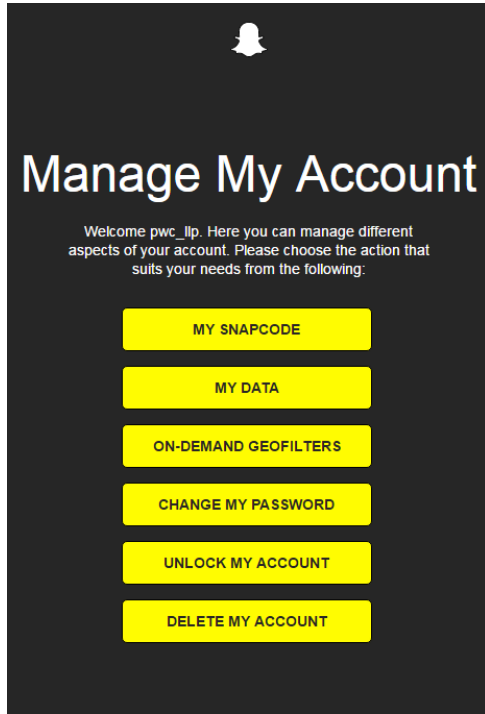 Manage My Account
Welcome pwc_llp. Here you can manage different
aspects of your account. Please choose the action that
suits your needs from the following:
MY SNAPCODE
MY DATA
ON-DEMAND GEOFILTERS
CHANGE MY PASSWORD
UNLOCK MY ACCOUNT
DELETE MY ACCOUNT